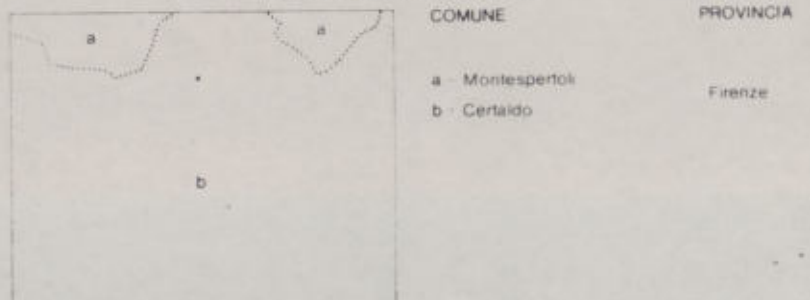 COMUNE PROVINCIA
a a
a Montespertoli
Firenze
b Certaldo
b